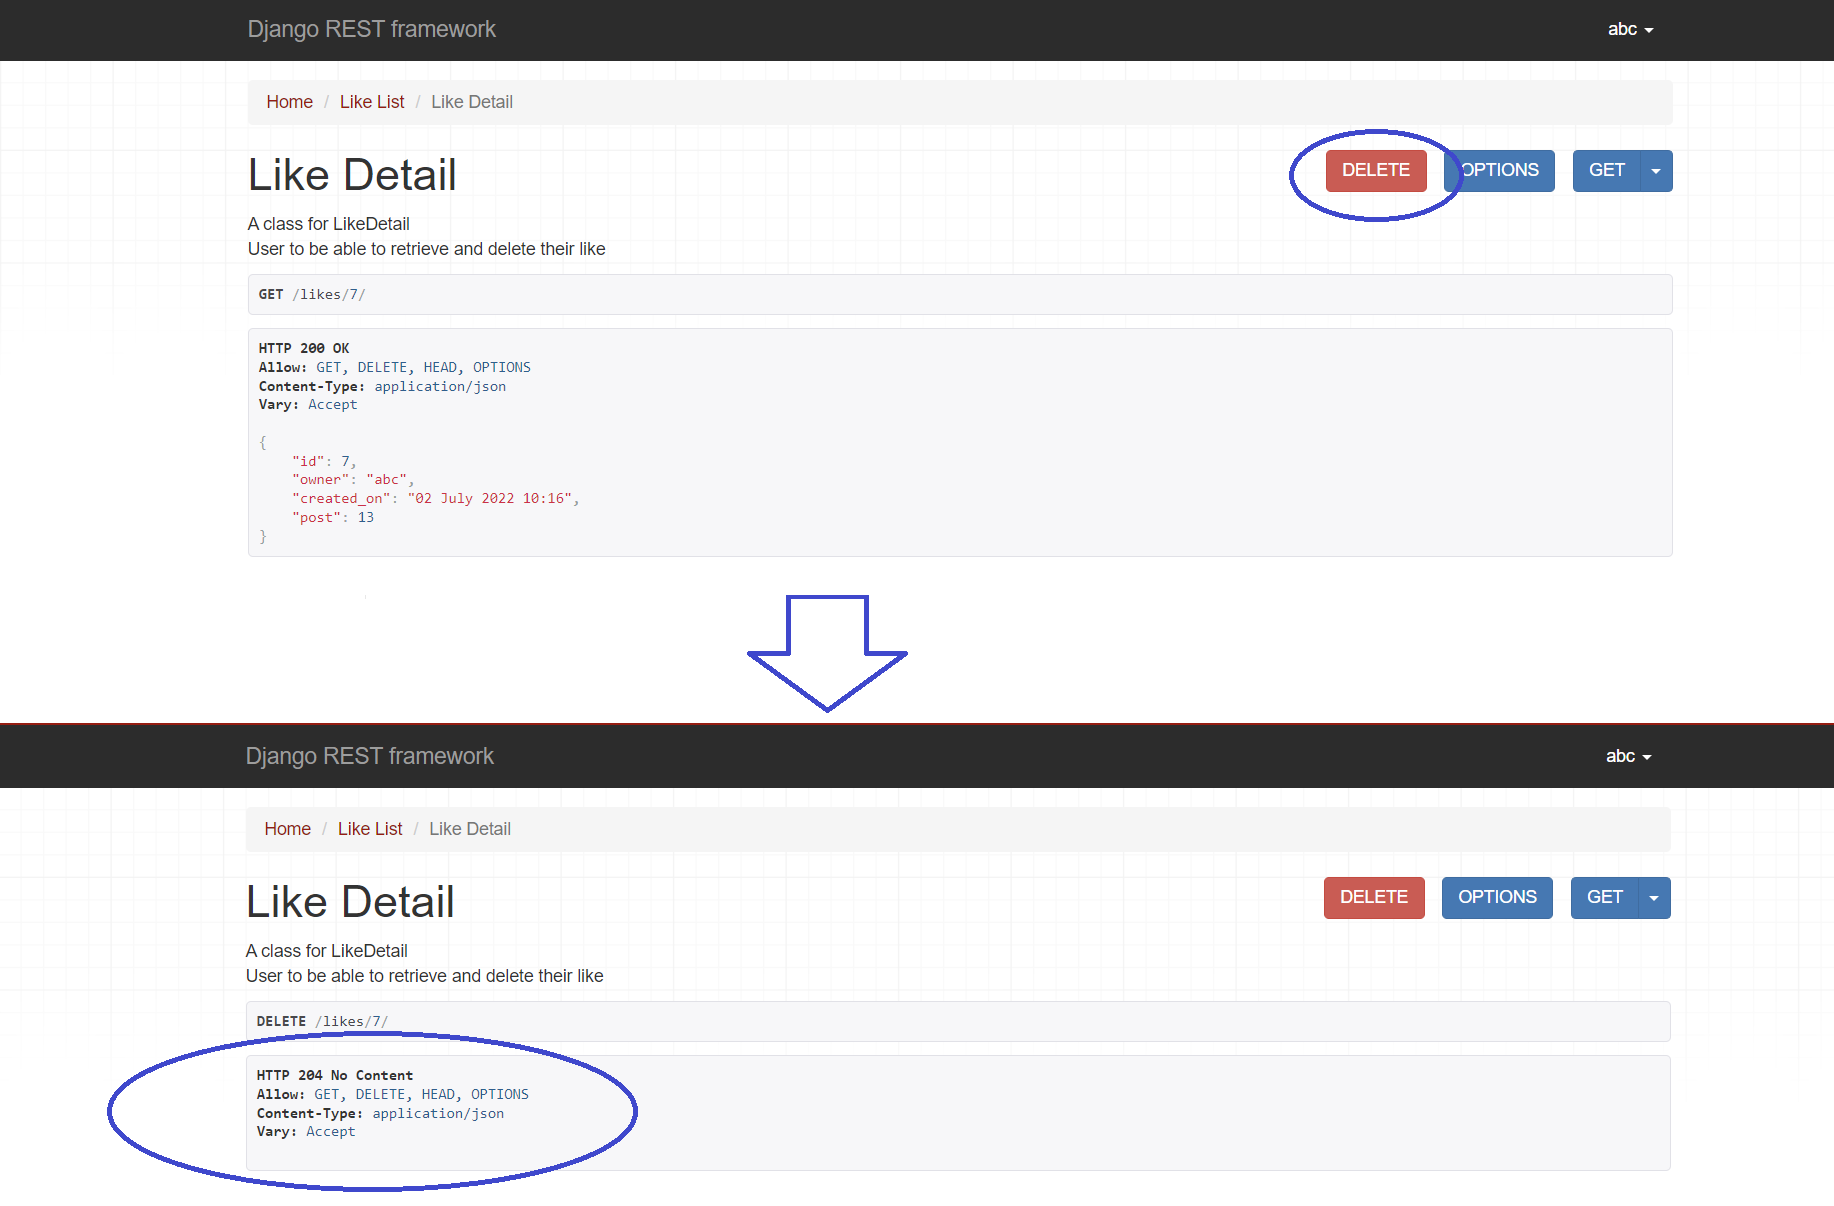 Django REST framework
abc
Home / Like List / Like Detail
Like Detail
DELETE
OPTIONS
GET
A class for LikeDetail
User to be able to retrieve and delete their like
GET /likes/7/
HTTP 200 OK
Allow: GET, DELETE, HEAD, OPTIONS
Content-Type: application/json
Vary: Accept
{
    "id": 7,
    "owner": "abc",
    "created_on": "02 July 2022 10:16",
    "post": 13
}
Django REST framework
abc
Home / Like List / Like Detail
Like Detail
DELETE
OPTIONS
GET
A class for LikeDetail
User to be able to retrieve and delete their like
DELETE /likes/7/
HTTP 204 No Content
Allow: GET, DELETE, HEAD, OPTIONS
Content-Type: application/json
Vary: Accept